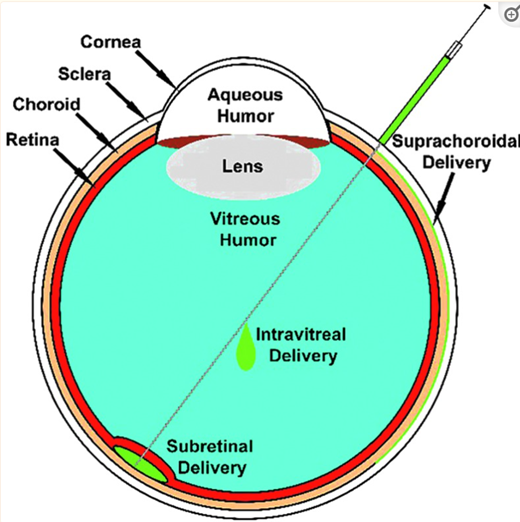 Cornea
Sclera
Choroid
Retina
Aqueous
Humor
Lens
Suprachoroidal
Delivery
Vitreous
Humor
Intravitreal
Delivery
Subretinal
Delivery